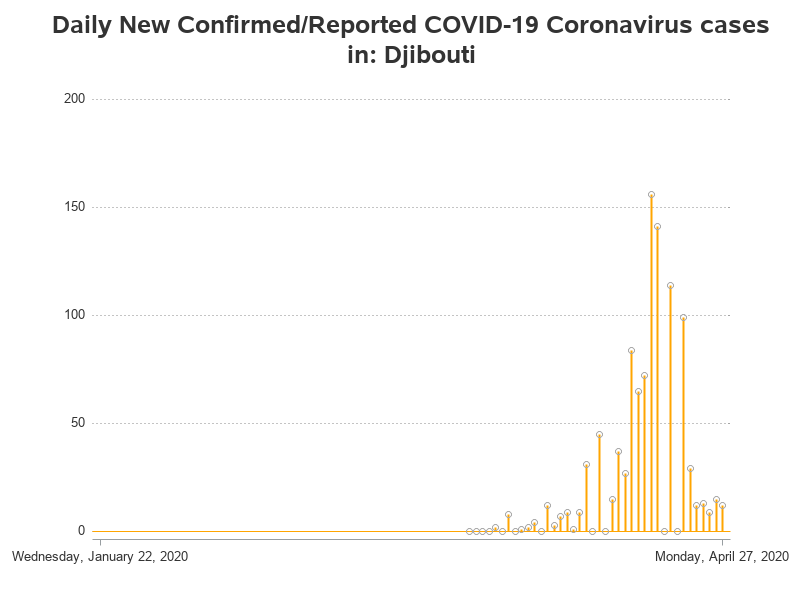 Daily New Confirmed/Reported COVID-19 Coronavirus cases
in: Djibouti
200
150
100
50
0
Wednesday, January 22, 2020
Monday, April 27, 2020